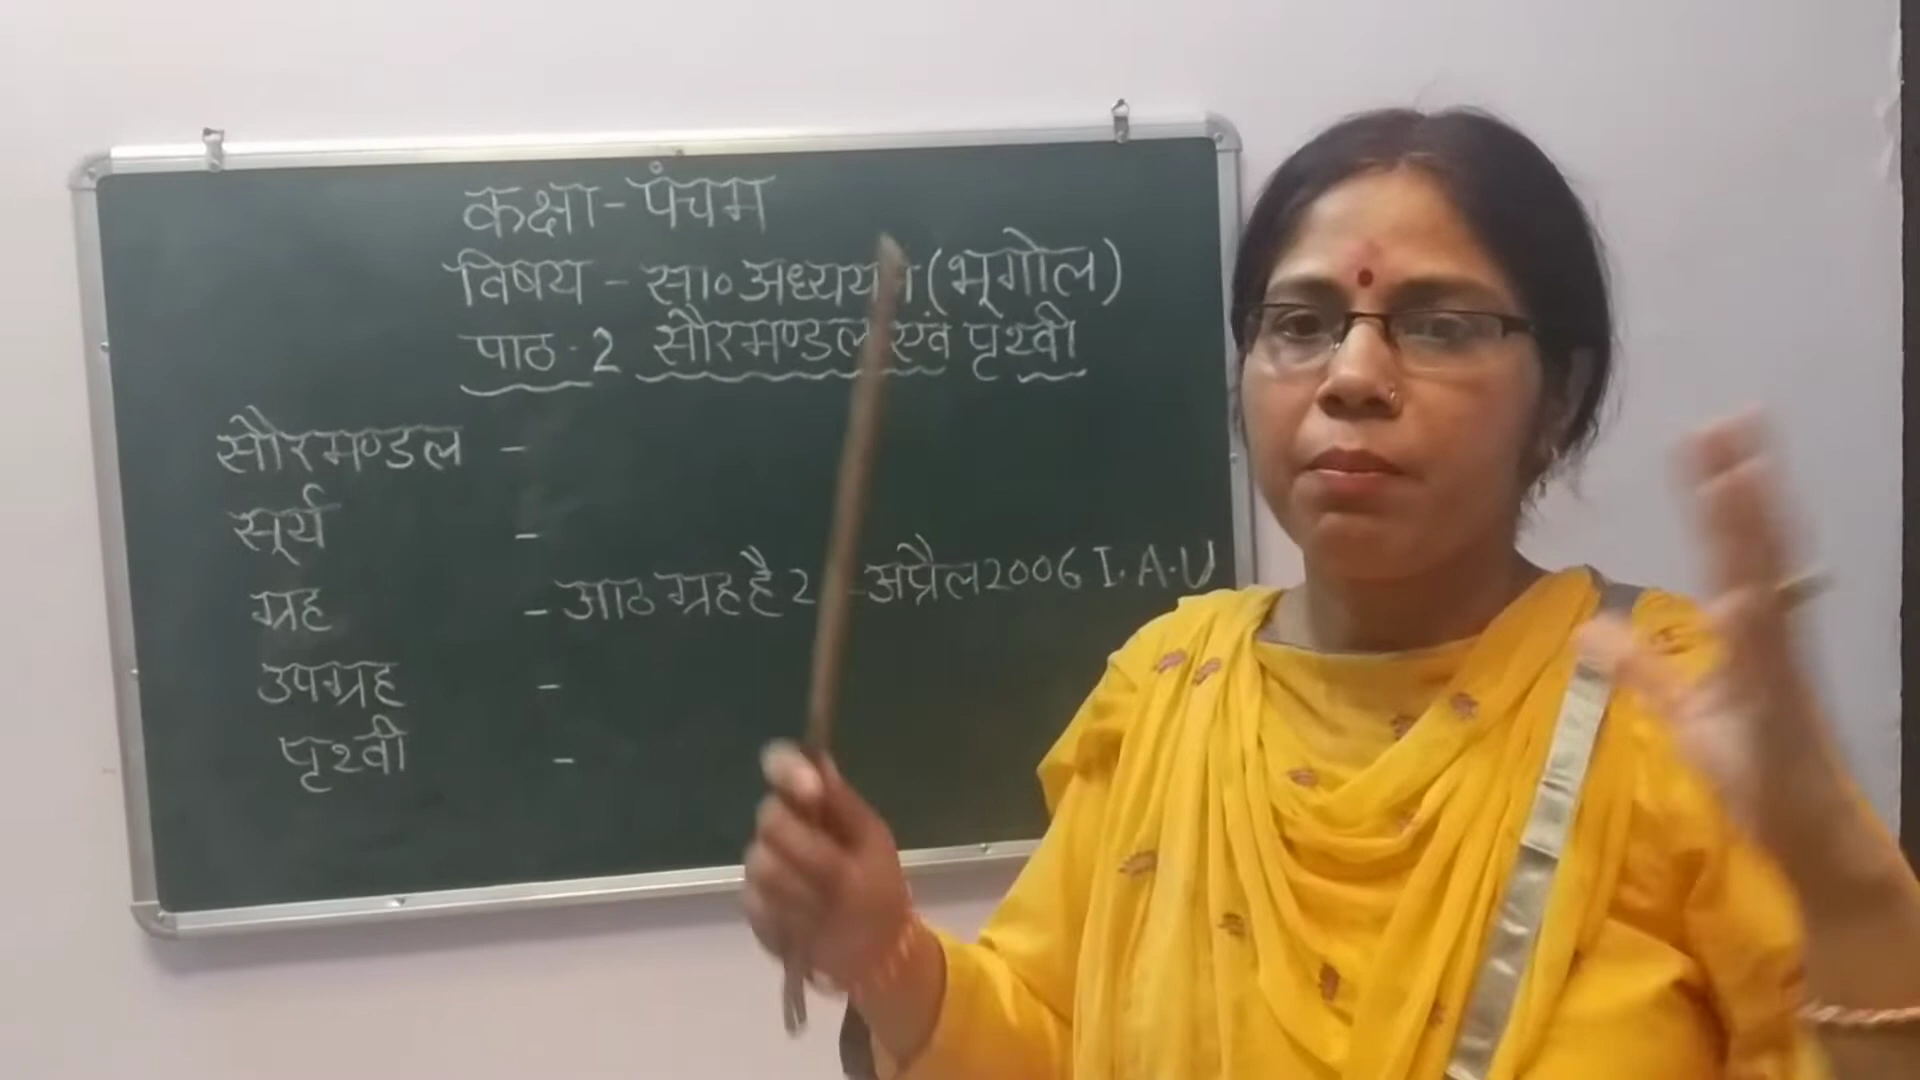 कक्षा - पंचम
विषय - सा० अध्ययन (भूगोल)
पाठ - 2 सौरमण्डल एवं पृथ्वी
सौरमण्डल -
सूर्य -
ग्रह - आठ ग्रह है 2 - अप्रैल 2006 I.A.U
उपग्रह -
पृथ्वी -